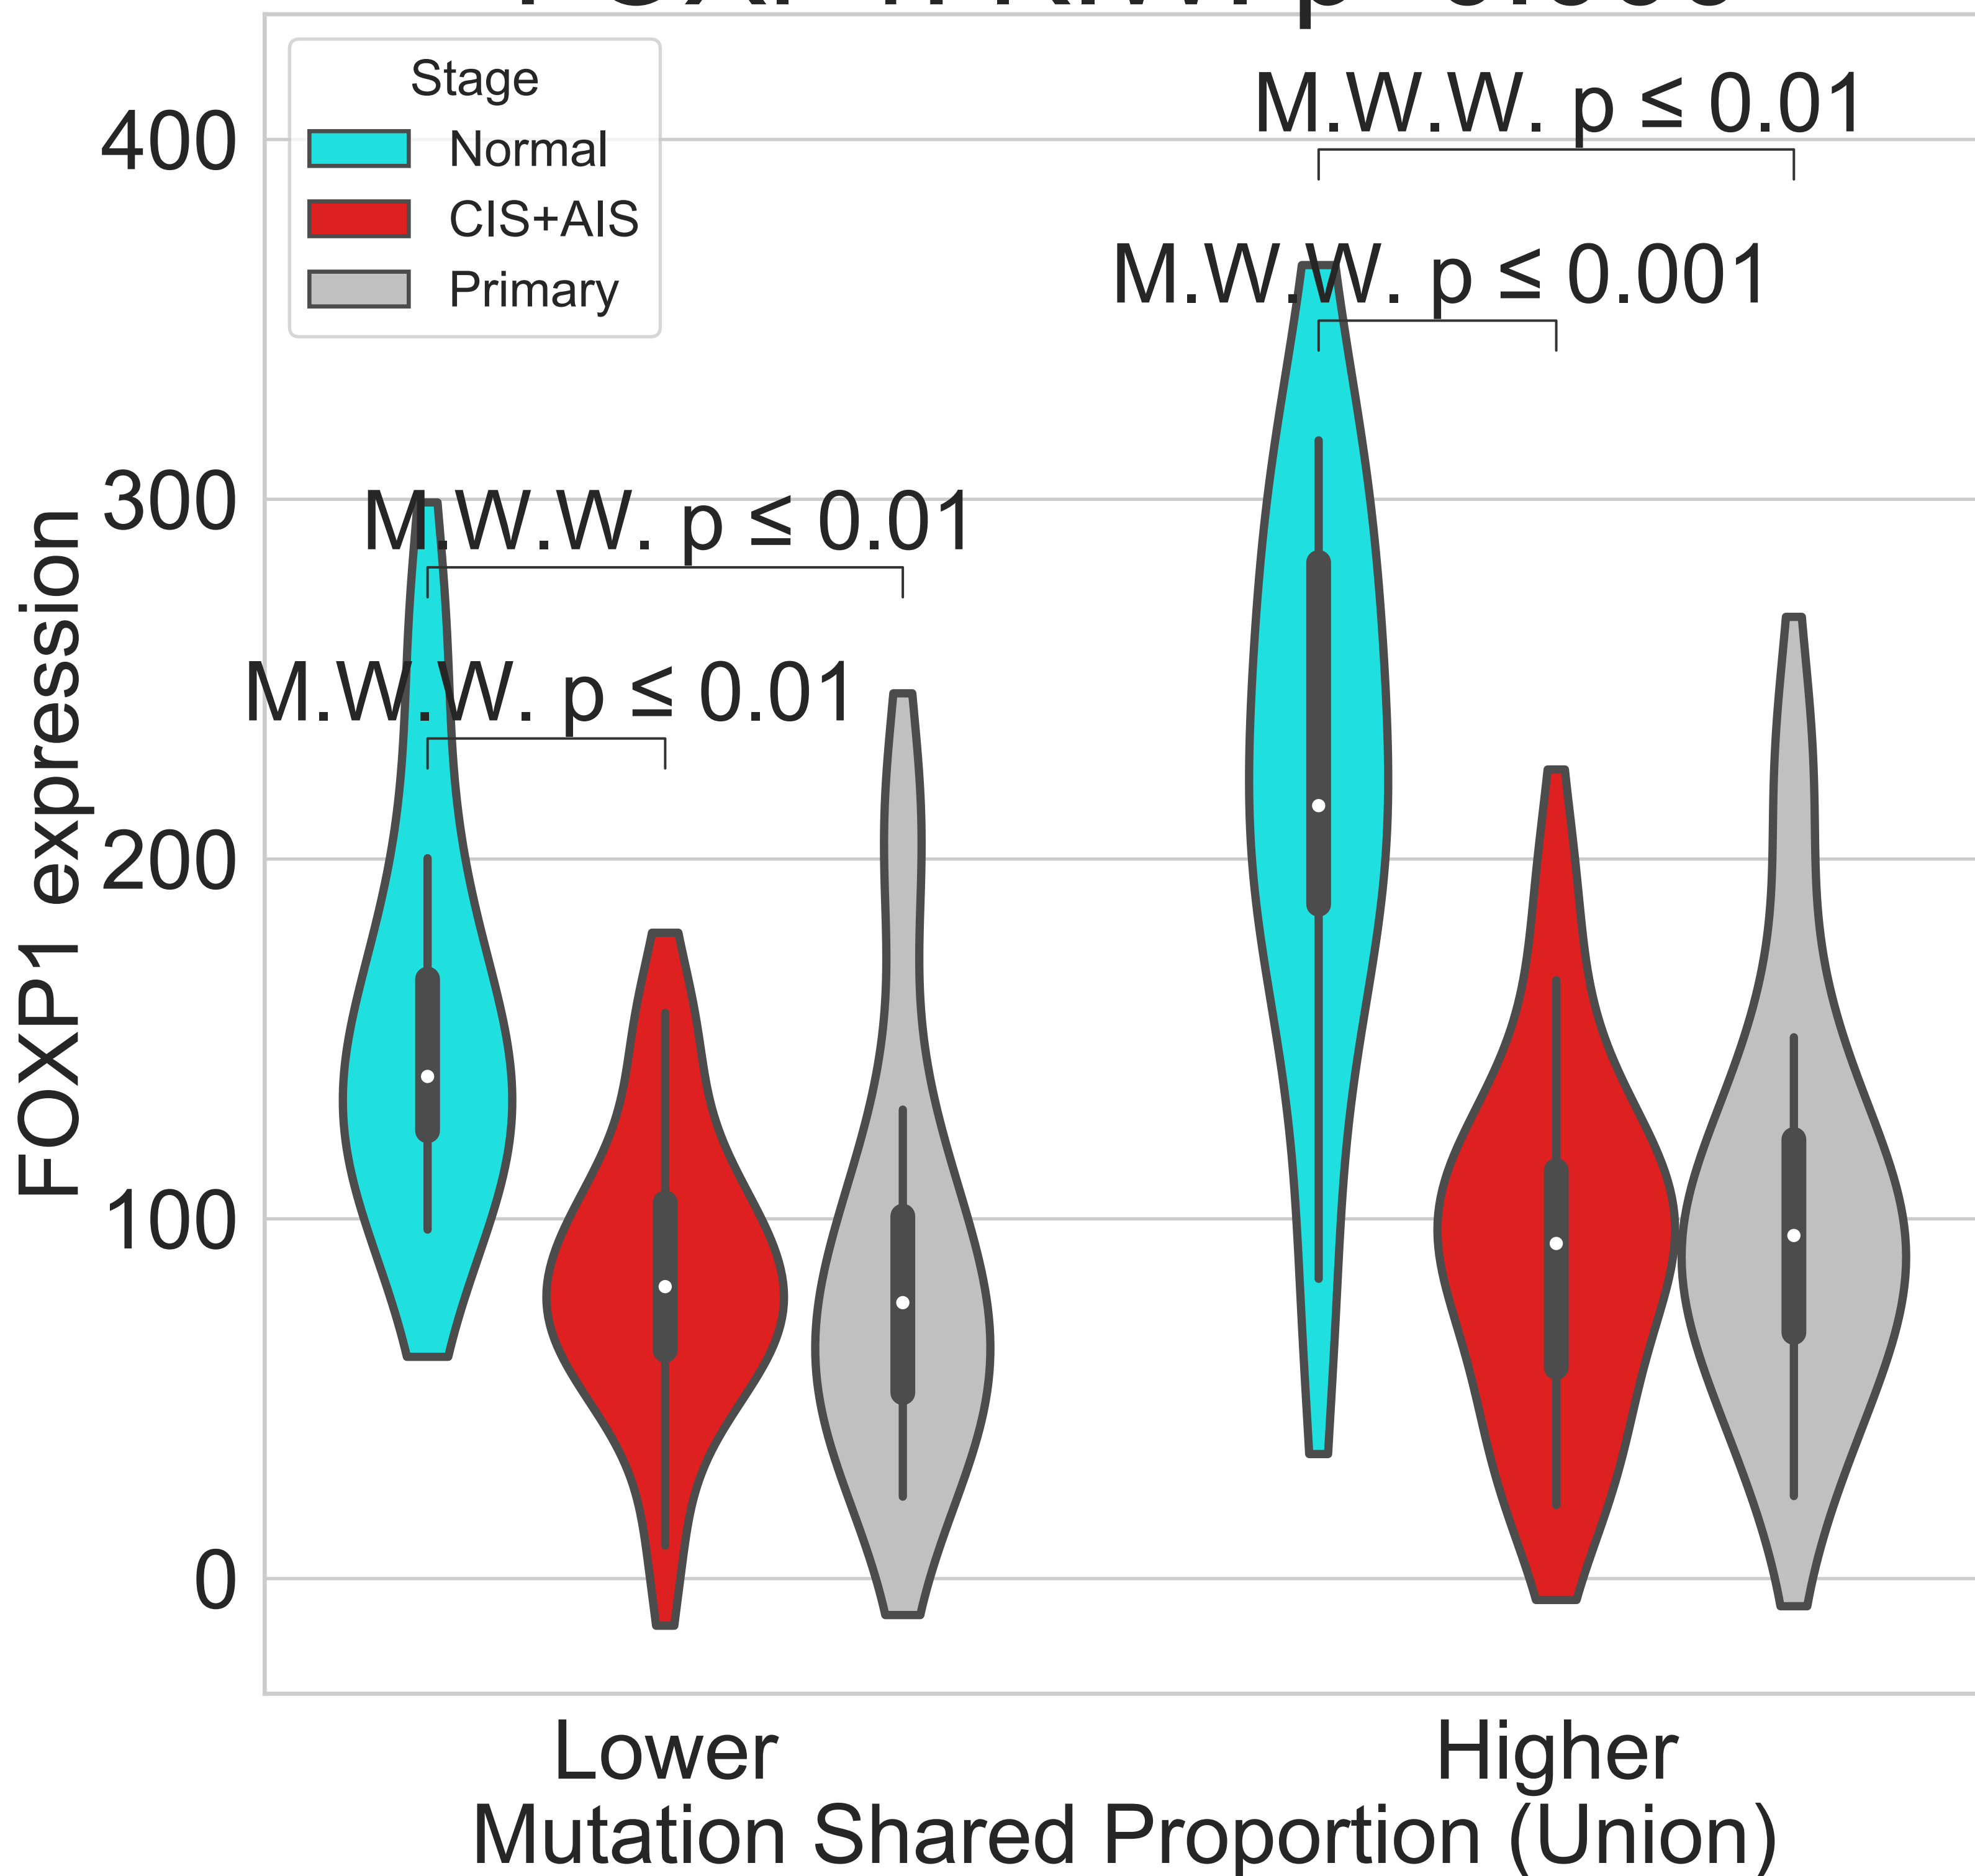 Stage
Normal
CIS+AIS
Primary
M.W.W. p ≤ 0.01
M.W.W. p ≤ 0.001
M.W.W. p ≤ 0.01
M.W.W. p ≤ 0.01
400
300
200
100
0
FOXP1 expression
Lower
Higher
Mutation Shared Proportion (Union)